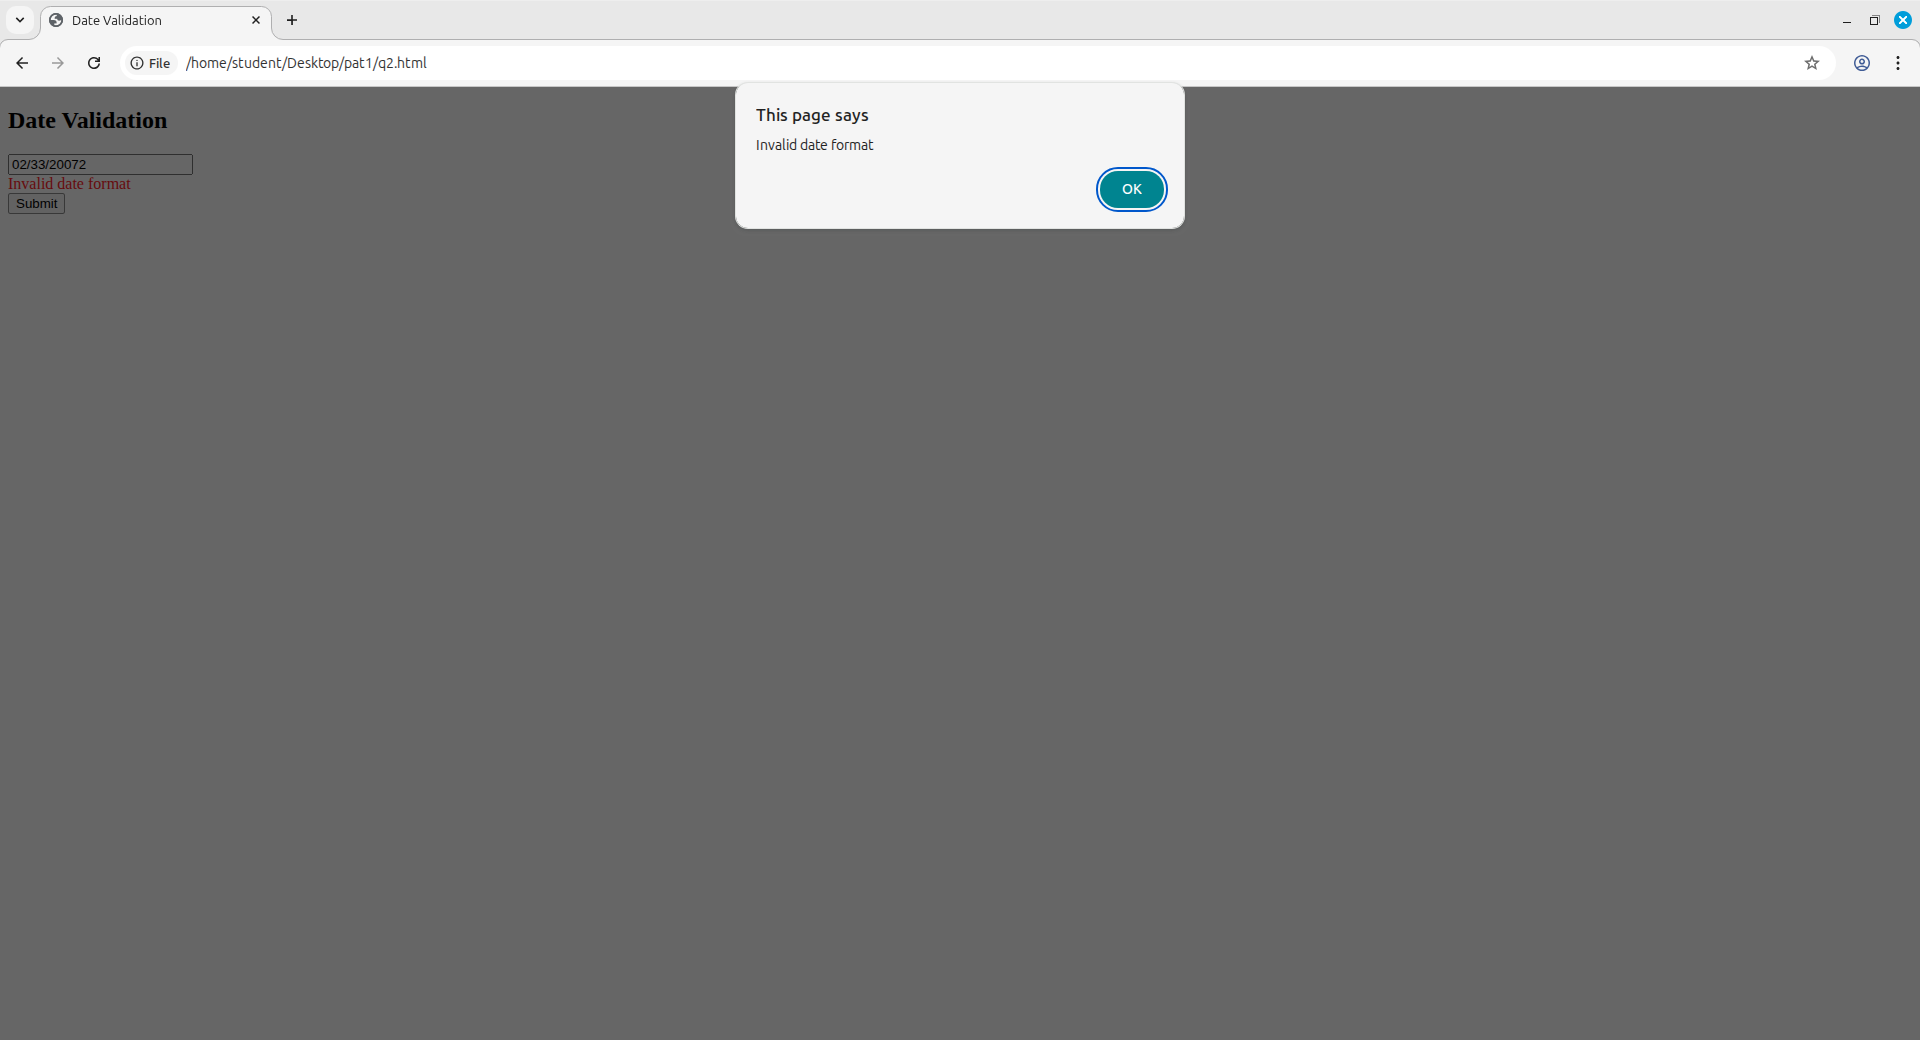 Date Validation
File /home/student/Desktop/pat1/q2.html
This page says
Invalid date format
OK
Date Validation
02/33/20072
Invalid date format
Submit